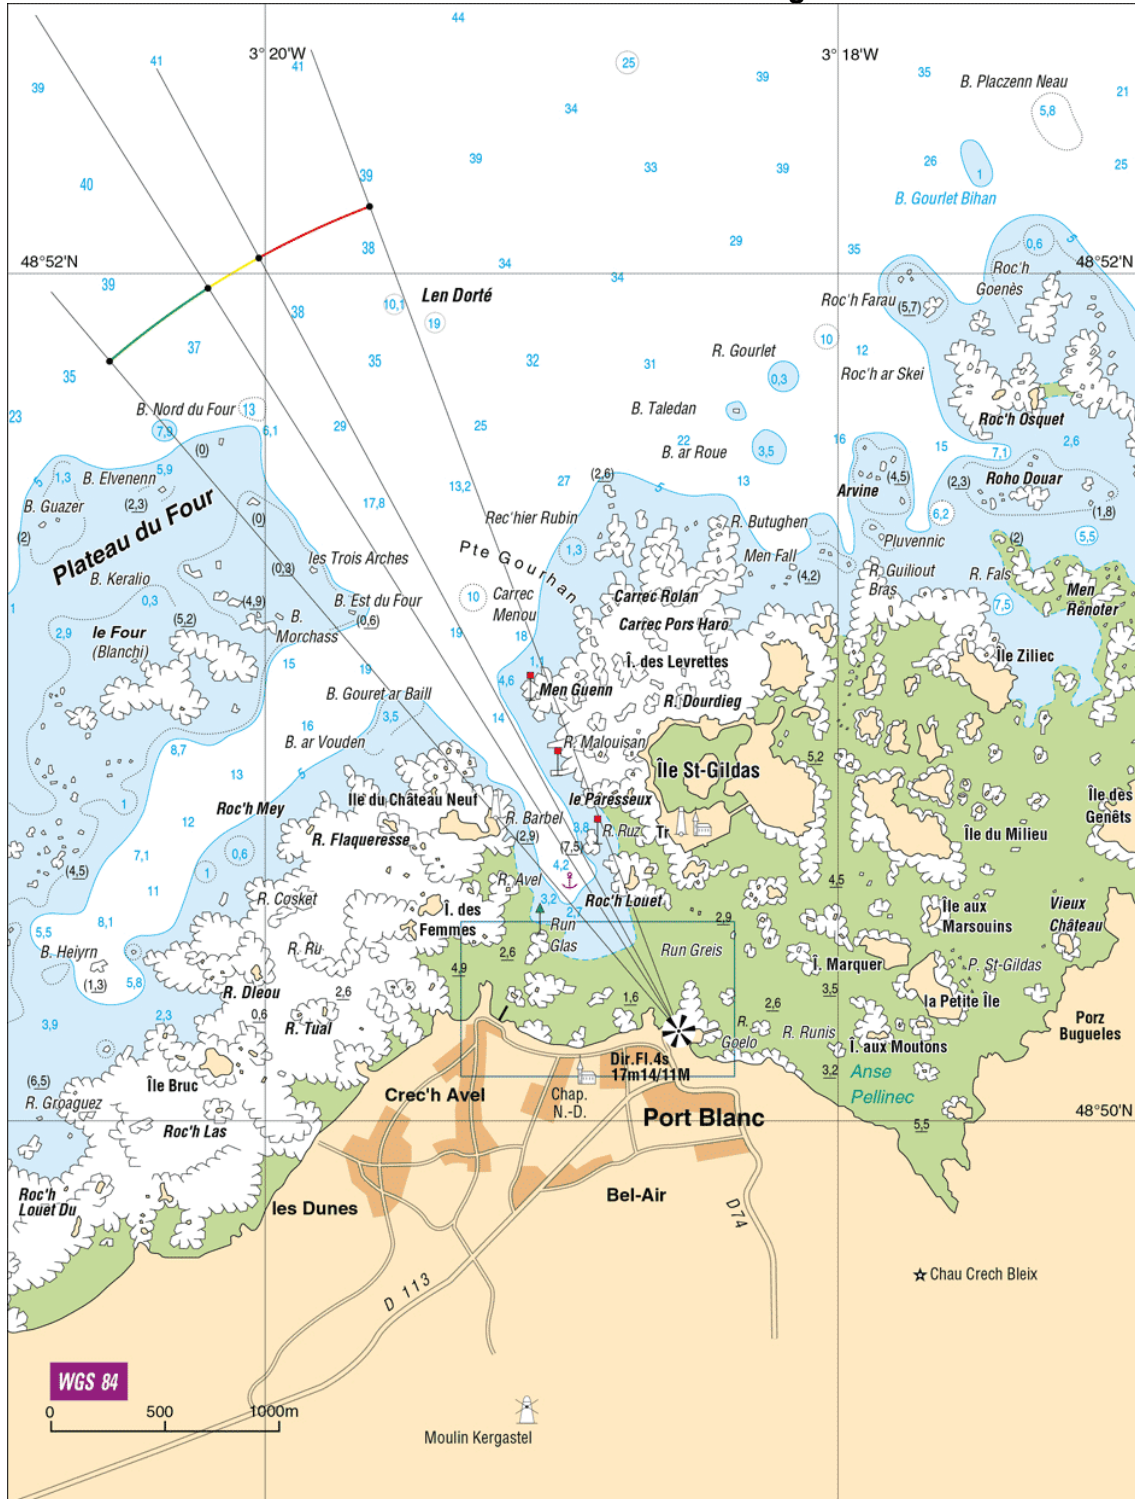 44
3° 20'W
3° 18'W
41
41
25
39
39
35
B. Placzenn Neau
5,8
21
34
39
33
39
26
25
40
39
1
B. Gourlet Bihan
38
29
35
0,6
5
48°52'N
48°52'N
34
34
39
Roc'h
Goenès
Len Dorté
10,1
19
38
Roc'h Farau
(5,7)
37
35
32
31
R. Gourlet
10
12
35
0,3
Roc'h ar Skei
B. Nord du Four
13
B. Taledan
23
7,9
6,1
29
25
22
B. ar Roue
3,5
16
15
7,1
2,6
Roc'h Osquet
(0)
5
1,3
B. Elvenenn
5,9
13,2
27
(2,6)
5
13
Arvine
(4,5)
(2,3)
Roho Douar
B. Guazer
(2,3)
17,8
(1,8)
(2)
(0)
Rec'hier Rubin
R. Butughen
6,2
Plateau du Four
Pte Gourhan
1,3
Men Fall
Pluvennic
(2)
5,5
les Trois Arches
(0,3)
(4,2)
B. Keralio
R. Guiliout
Bras
R. Fals
Men
Renoter
1
0,3
(4,9)
B. Est du Four
10
Carrec
Menou
Carrec Rolan
7,5
(5,2)
B.
Morchass
(0,6)
2,9
le Four
(Blanchi)
19
18
Carrec Pors Haro
15
19
1,1
4,6
Î. des Levrettes
Île Ziliec
B. Gouret ar Baill
Men Guenn
R. Dourdieg
3,5
14
16
B. ar Vouden
8,7
R. Malouisan
5,2
13
5
Île St-Gildas
1
Roc'h Mey
Île du Château Neuf
le Paresseux
Île des
Genêts
12
R. Barbel
3,8
R. Ruz
Tr
Île du Milieu
R. Flaqueresse
(2,9)
(7,5)
7,1
0,6
4,2
(4,5)
1
R. Avel
4,5
11
R. Cosket
3,2
Roc'h Louet
8,1
Î. des
Femmes
2,7
2,9
Île aux
Marsouins
Vieux
Château
5,5
Run
Glas
B. Heiyrn
R. Ru
2,6
Run Greis
4,9
Î. Marquer
P. St-Gildas
(1,3)
5,8
R. Dleou
2,6
1,6
2,6
3,5
la Petite Île
3,9
2,3
0,6
R. Tual
R.
Goelo
R. Runis
Î. aux Moutons
Porz
Bugueles
Dir.Fl.4s
17m14/11M
3,2
Anse
Pellinec
(6,5)
Île Bruc
R. Groaguez
Crec'h Avel
Chap.
N.-D.
Port Blanc
48°50'N
Roc'h Las
5,5
Roc'h
Louet Du
les Dunes
Bel-Air
D74
D 113
Chau Crech Bleix
WGS 84
0
500
1000m
Moulin Kergastel